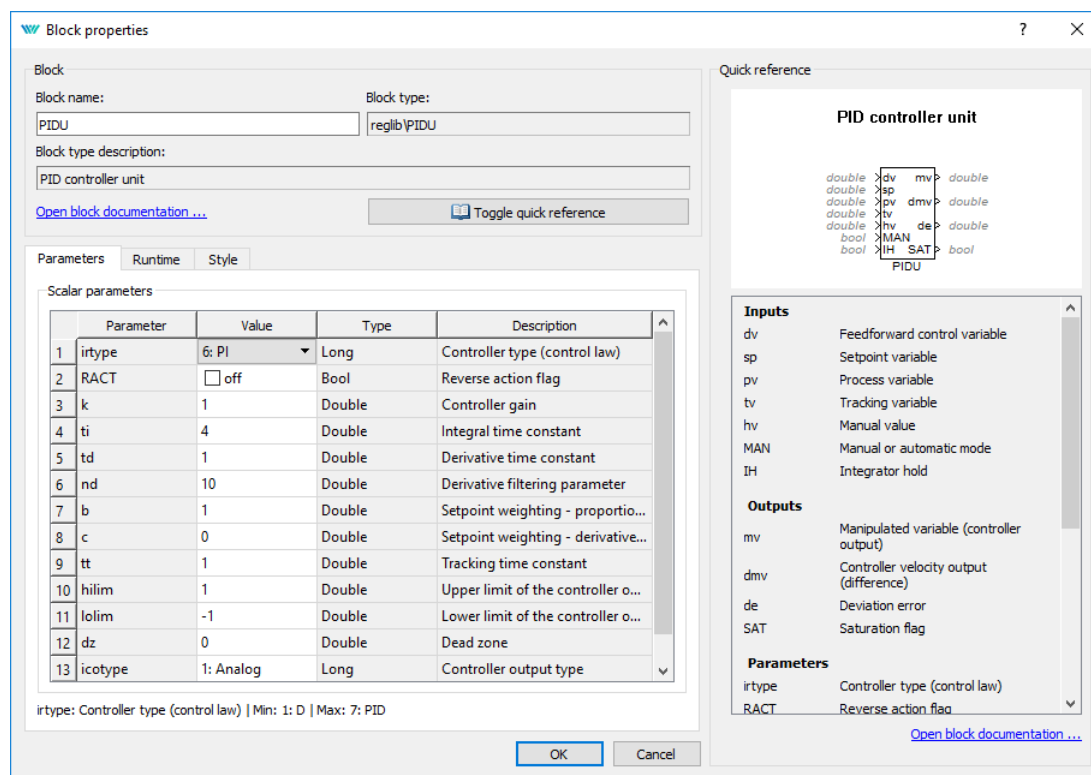 Block properties
?
Block
Block name:
Block type:
PIDU
reglib\PIDU
Block type description:
PID controller unit
Open block documentation ...
Toggle quick reference
Parameters Runtime Style
Scalar parameters
Parameter Value Type Description
1 irtype 6: PI Long Controller type (control law)
2 RACT off Bool Reverse action flag
3 k 1 Double Controller gain
4 ti 4 Double Integral time constant
5 td 1 Double Derivative time constant
6 nd 10 Double Derivative filtering parameter
7 b 1 Double Setpoint weighting - proportio...
8 c 0 Double Setpoint weighting - derivative...
9 tt 1 Double Tracking time constant
10 hilim 1 Double Upper limit of the controller o...
11 lolim -1 Double Lower limit of the controller o...
12 dz 0 Double Dead zone
13 icotype 1: Analog Long Controller output type
irtype: Controller type (control law) | Min: 1: D | Max: 7: PID
OK Cancel
Quick reference
PID controller unit
double dv mv double
double sp
double pv dmv double
double tv
double hv de double
bool MAN
bool IH SAT bool
PIDU
Inputs
dv Feedforward control variable
sp Setpoint variable
pv Process variable
tv Tracking variable
hv Manual value
MAN Manual or automatic mode
IH Integrator hold
Outputs
mv Manipulated variable (controller
output)
dmv Controller velocity output
(difference)
de Deviation error
SAT Saturation flag
Parameters
irtype Controller type (control law)
RACT Reverse action flag
Open block documentation ...